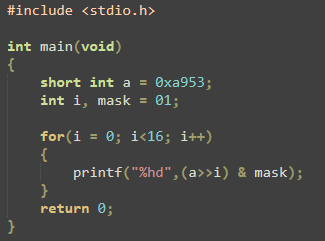 #include <stdio.h>
int main(void)
{
short int a = 0xa953;
int i, mask = 01;
for(i = 0; i<16; i++)
{
printf("%hd",(a>>i) & mask);
}
return 0;
}